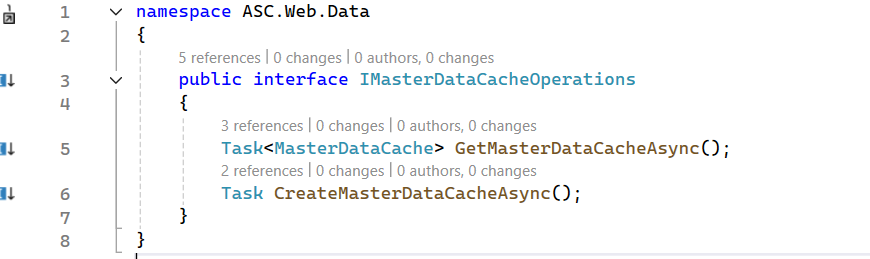 1 namespace ASC.Web.Data
2 {
5 references | 0 changes | 0 authors, 0 changes
3 public interface IMasterDataCacheOperations
4 {
3 references | 0 changes | 0 authors, 0 changes
5 Task<MasterDataCache> GetMasterDataCacheAsync();
2 references | 0 changes | 0 authors, 0 changes
6 Task CreateMasterDataCacheAsync();
7 }
8 }